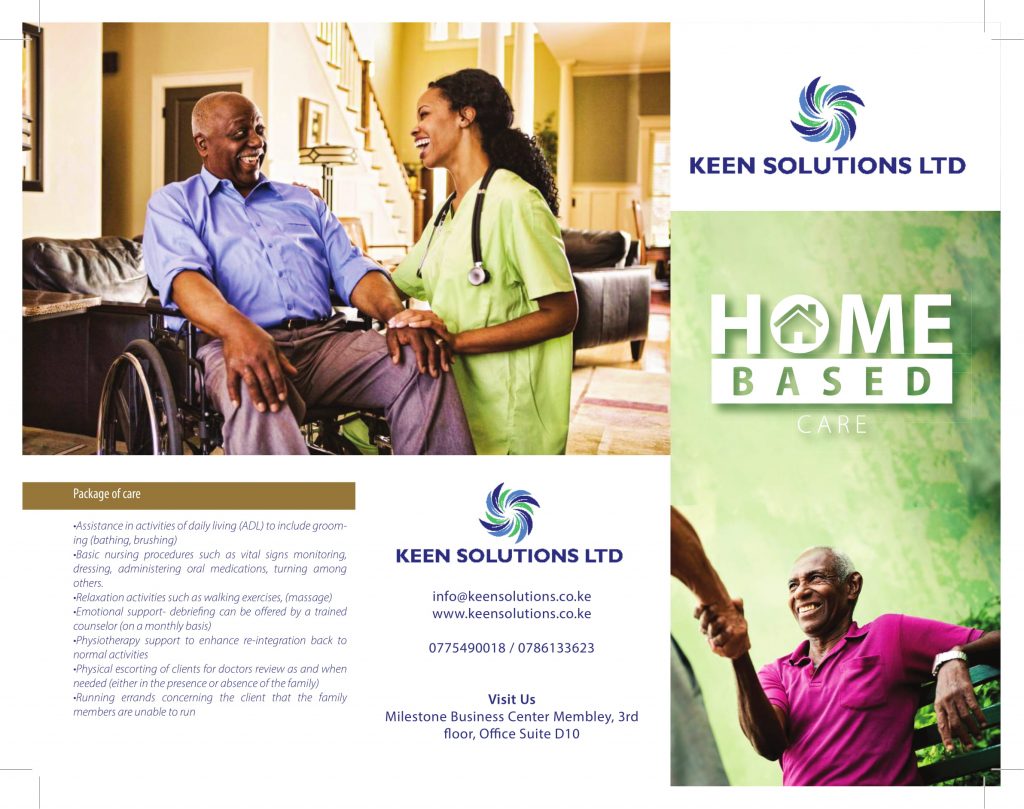 Package of care
•Assistance in activities of daily living (ADL) to include groom-
ing (bathing, brushing)
•Basic nursing procedures such as vital signs monitoring,
dressing, administering oral medications, turning among
others.
•Relaxation activities such as walking exercises, (massage)
•Emotional support- debriefing can be offered by a trained
counselor (on a monthly basis)
•Physiotherapy support to enhance re-integration back to
normal activities
•Physical escorting of clients for doctors review as and when
needed (either in the presence or absence of the family)
•Running errands concerning the client that the family
members are unable to run
KEEN SOLUTIONS LTD
info@keensolutions.co.ke
www.keensolutions.co.ke
0775490018 / 0786133623
Visit Us
Milestone Business Center Membley, 3rd
floor, Office Suite D10
KEEN SOLUTIONS LTD
HOME
BASED
CARE